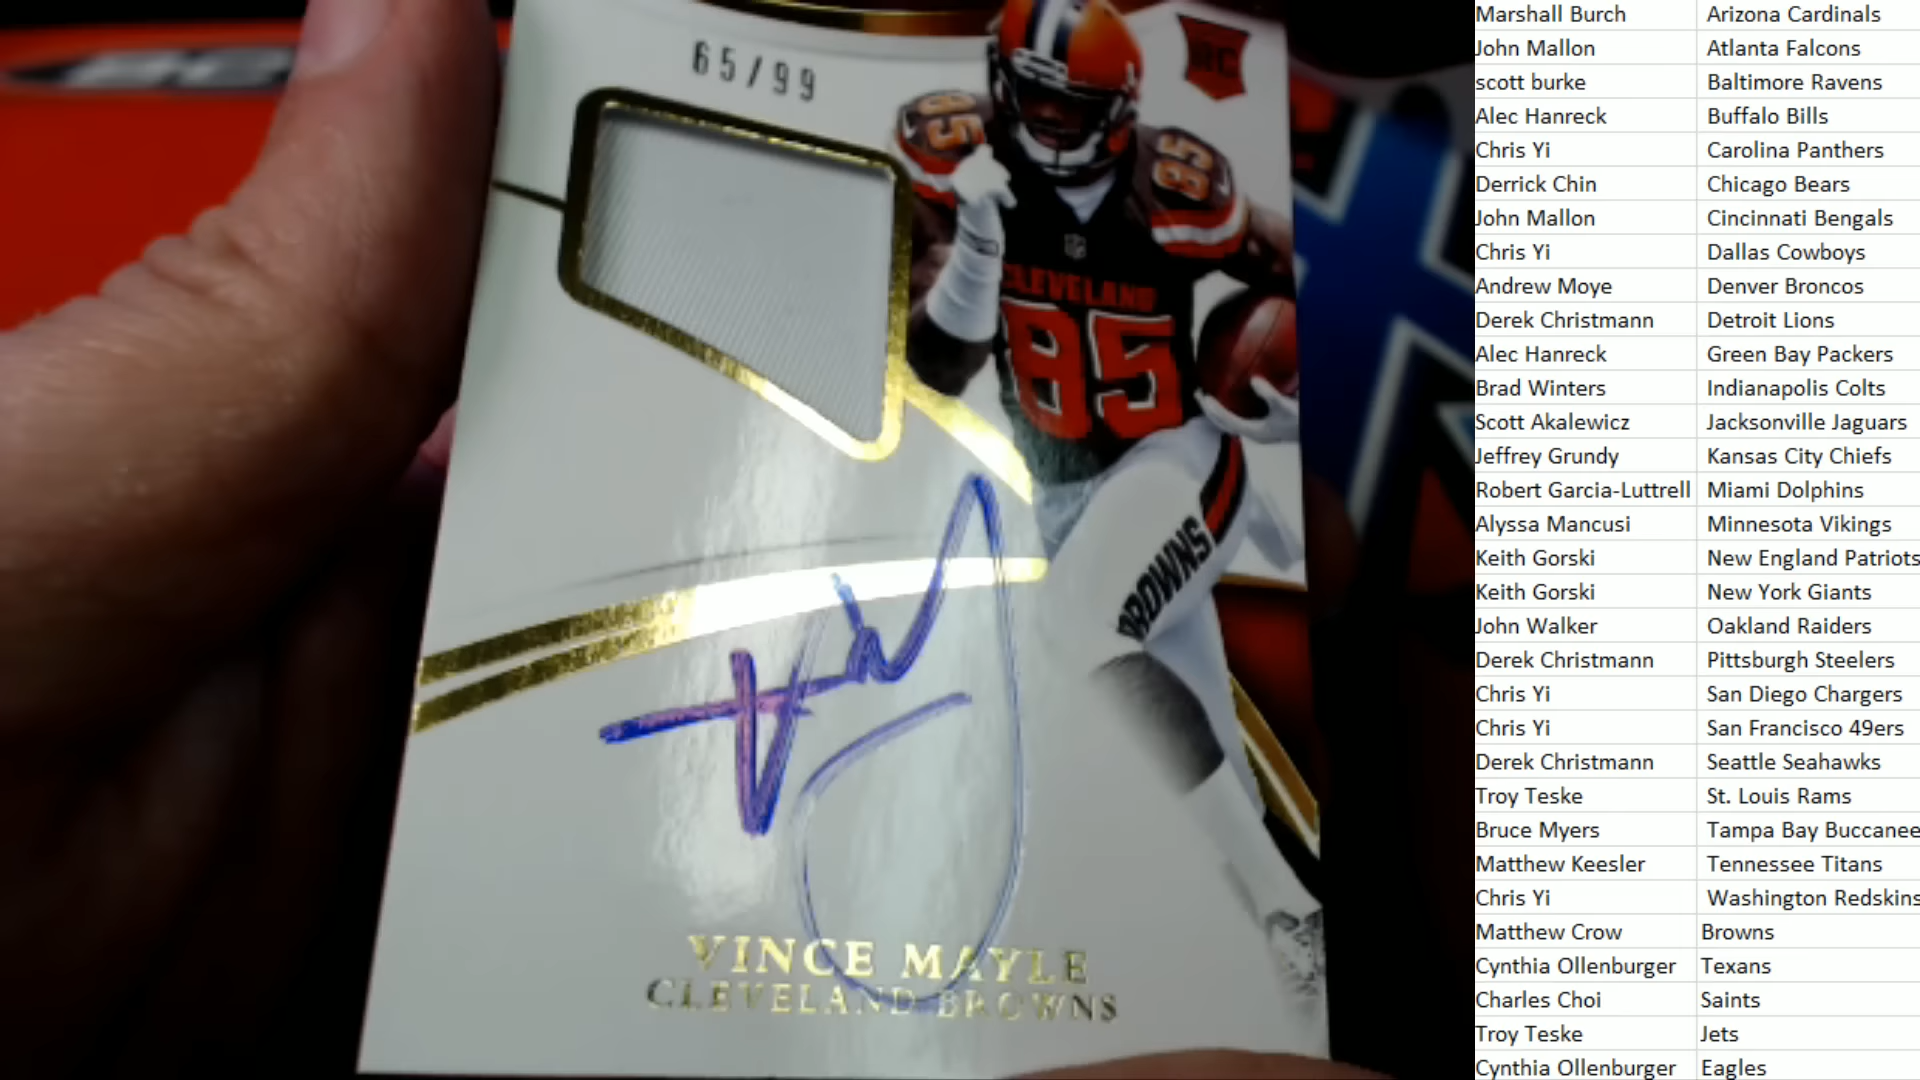 65/99
RC
85
85
CLEVELAND
85
BROWNS
VINCE MAYLE
CLEVELAND BROWNS
Marshall Burch Arizona Cardinals
John Mallon Atlanta Falcons
scott burke Baltimore Ravens
Alec Hanreck Buffalo Bills
Chris Yi Carolina Panthers
Derrick Chin Chicago Bears
John Mallon Cincinnati Bengals
Chris Yi Dallas Cowboys
Andrew Moye Denver Broncos
Derek Christmann Detroit Lions
Alec Hanreck Green Bay Packers
Brad Winters Indianapolis Colts
Scott Akalewicz Jacksonville Jaguars
Jeffrey Grundy Kansas City Chiefs
Robert Garcia-Luttrell Miami Dolphins
Alyssa Mancusi Minnesota Vikings
Keith Gorski New England Patriots
Keith Gorski New York Giants
John Walker Oakland Raiders
Derek Christmann Pittsburgh Steelers
Chris Yi San Diego Chargers
Chris Yi San Francisco 49ers
Derek Christmann Seattle Seahawks
Troy Teske St. Louis Rams
Bruce Myers Tampa Bay Buccanee
Matthew Keesler Tennessee Titans
Chris Yi Washington Redskins
Matthew Crow Browns
Cynthia Ollenburger Texans
Charles Choi Saints
Troy Teske Jets
Cynthia Ollenburger Eagles